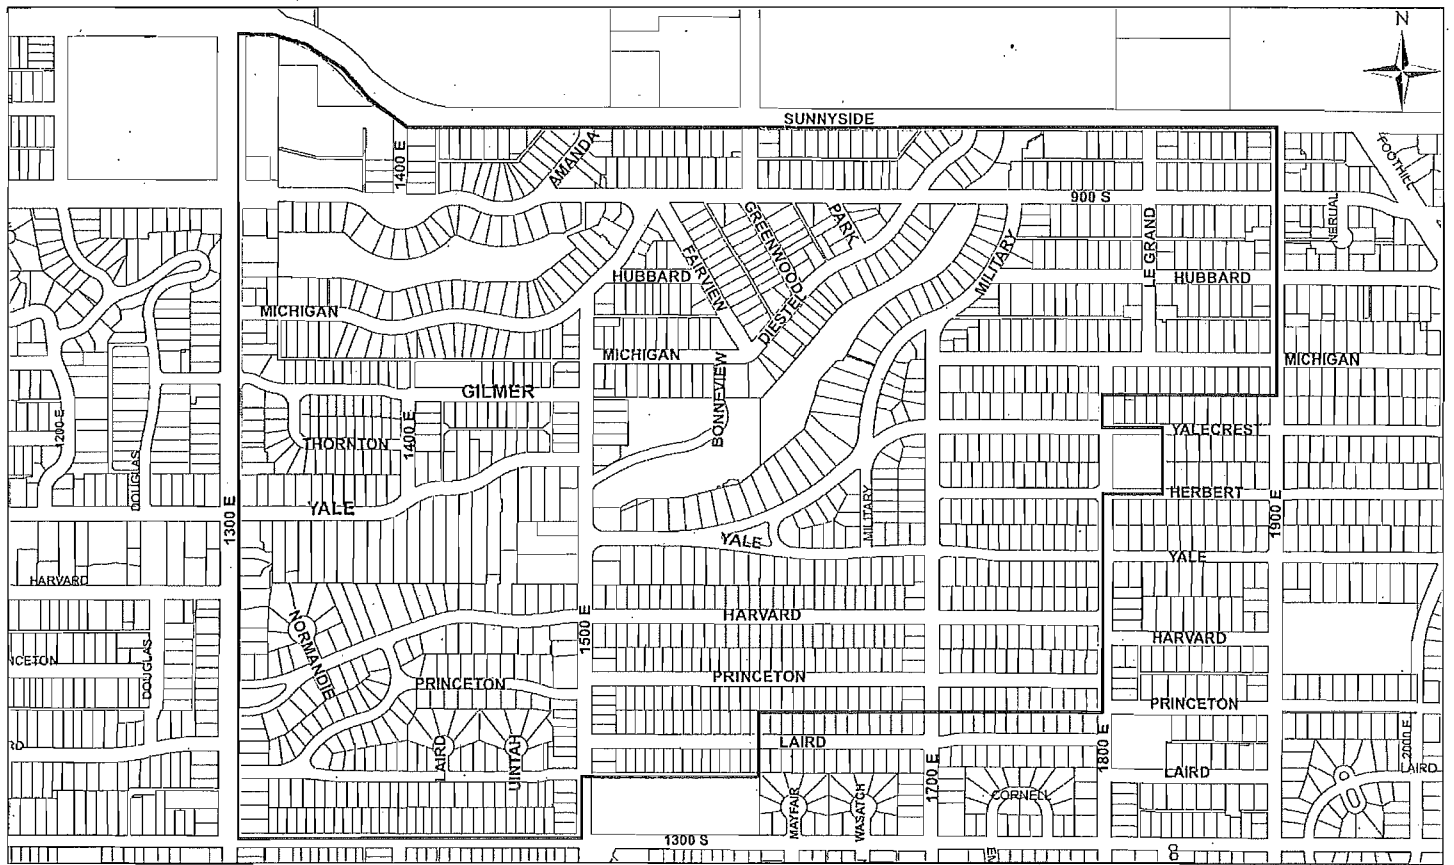 N
SUNNYSIDE
FOOTHILL
1400 E
AMANDA
900 S
GREENWOOD
PARK
LE GRAND
FAIRVIEW
MILITARY
HUBBARD
HUBBARD
MICHIGAN
DIESTEL
MICHIGAN
MICHIGAN
GILMER
BONNEVIEW
1200 E
THORNTON
1400 E
YALECREST
DOUGLAS
HERBERT
YALE
MILITARY
1300 E
1900 E
YALE
YALE
HARVARD
NORMANDIE
HARVARD
1500 E
HARVARD
DOUGLAS
NCETON
PRINCETON
PRINCETON
PRINCETON
RD
LAIRD
UINTAH
LAIRD
1700 E
1800 E
LAIRD
2000 E
LAIRD
MAYFAIR
WASATCH
CORNELL
1300 S